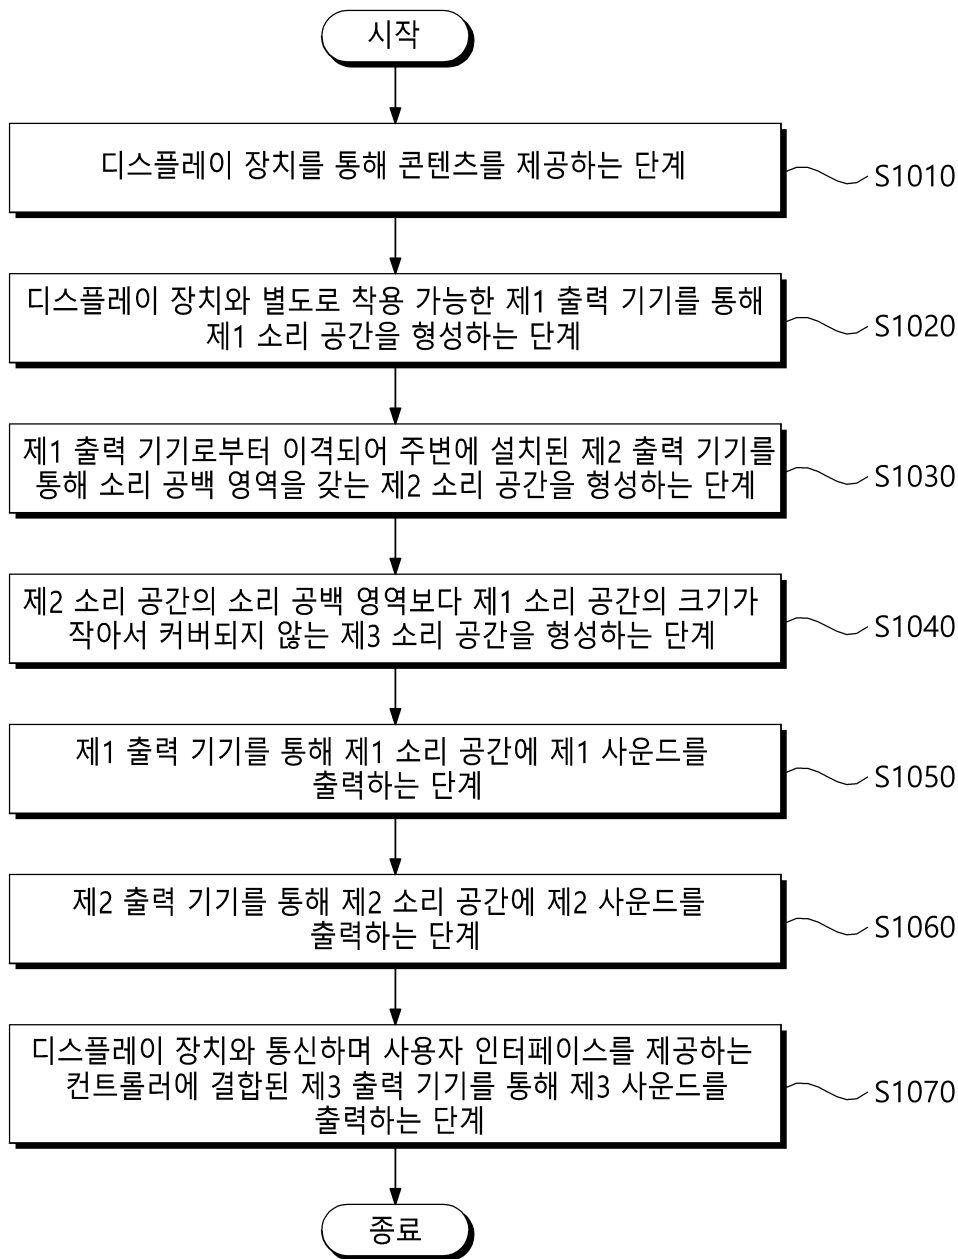 시작
디스플레이 장치를 통해 콘텐츠를 제공하는 단계
S1010
디스플레이 장치와 별도로 착용 가능한 제1 출력 기기를 통해
제1 소리 공간을 형성하는 단계
S1020
제1 출력 기기로부터 이격되어 주변에 설치된 제2 출력 기기를
통해 소리 공백 영역을 갖는 제2 소리 공간을 형성하는 단계
S1030
제2 소리 공간의 소리 공백 영역보다 제1 소리 공간의 크기가
작아서 커버되지 않는 제3 소리 공간을 형성하는 단계
S1040
제1 출력 기기를 통해 제1 소리 공간에 제1 사운드를
출력하는 단계
S1050
제2 출력 기기를 통해 제2 소리 공간에 제2 사운드를
출력하는 단계
S1060
디스플레이 장치와 통신하며 사용자 인터페이스를 제공하는
컨트롤러에 결합된 제3 출력 기기를 통해 제3 사운드를
출력하는 단계
S1070
종료